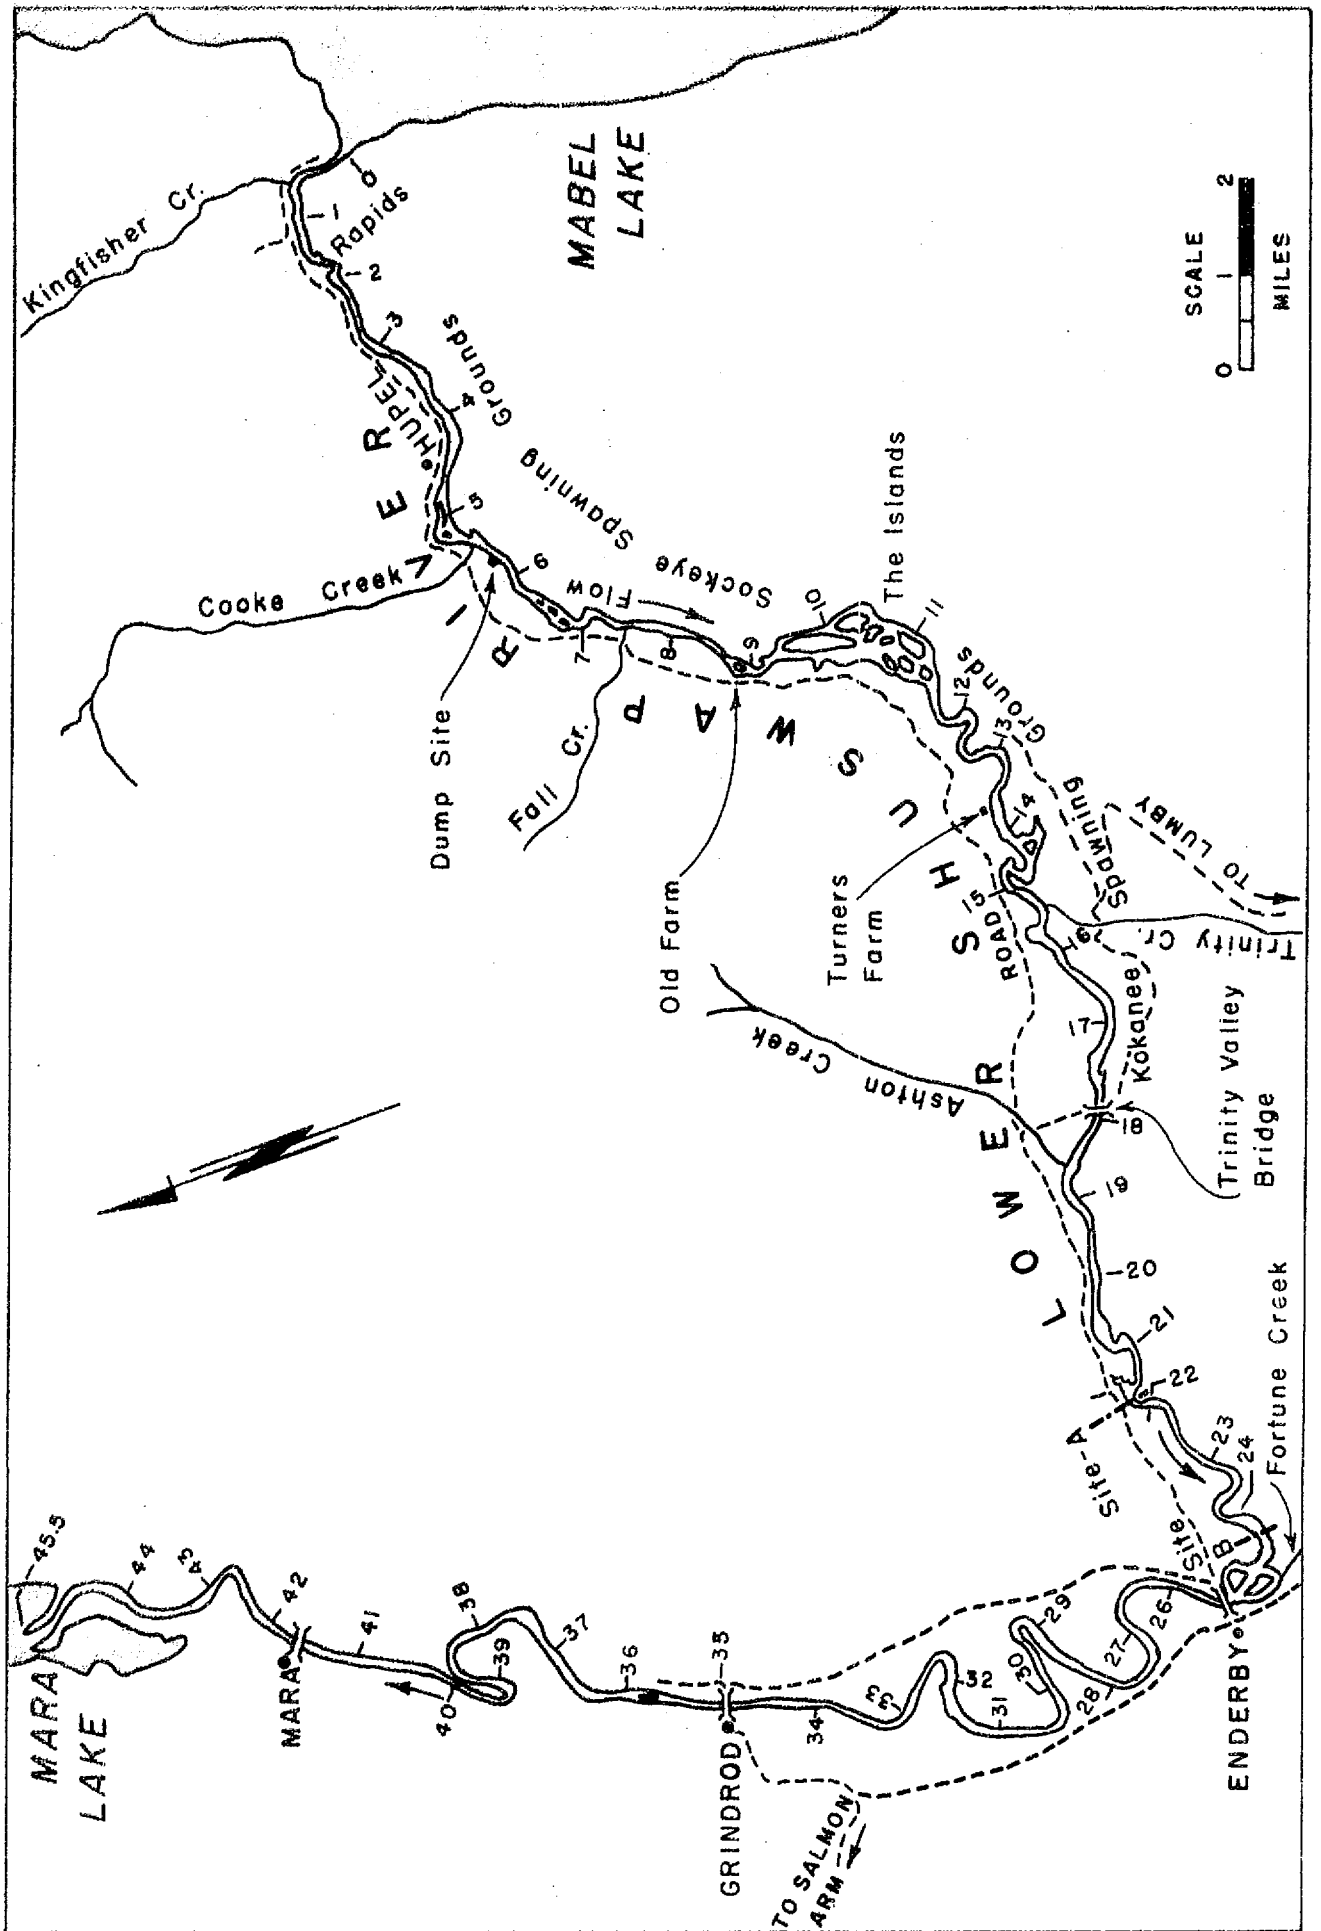 MABEL
LAKE
Kingfisher Cr.
0
1
Rapids
2
3
HUPEL
4
5
Cooke Creek
6
Dump Site
7
Fall Cr.
8
Flow
Sockeye Spawning Grounds
9
Old Farm
10
The Islands
11
12
13
14
Turners
Farm
15
ROAD
16
Kokanee Spawning Grounds
TO LUMBY
Trinity Cr.
17
Ashton Creek
18
Trinity Valley
Bridge
19
LOWER SHUSWAP RIVER
20
21
22
Site-A
23
24
Fortune Creek
Site-B
ENDERBY
26
27
28
29
30
31
32
33
34
GRINDROD
35
TO SALMON
ARM
36
37
38
39
40
41
MARA
42
43
44
45.5
MARA
LAKE
SCALE
0 1 2
MILES